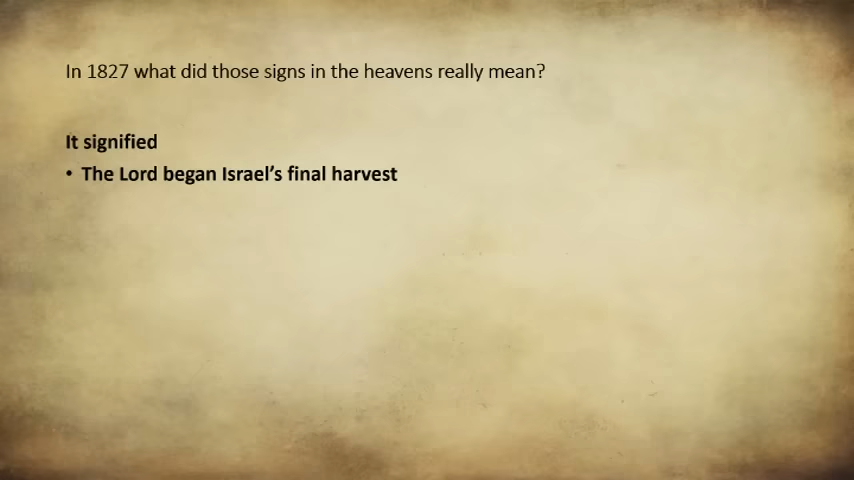 In 1827 what did those signs in the heavens really mean?
It signified
• The Lord began Israel’s final harvest